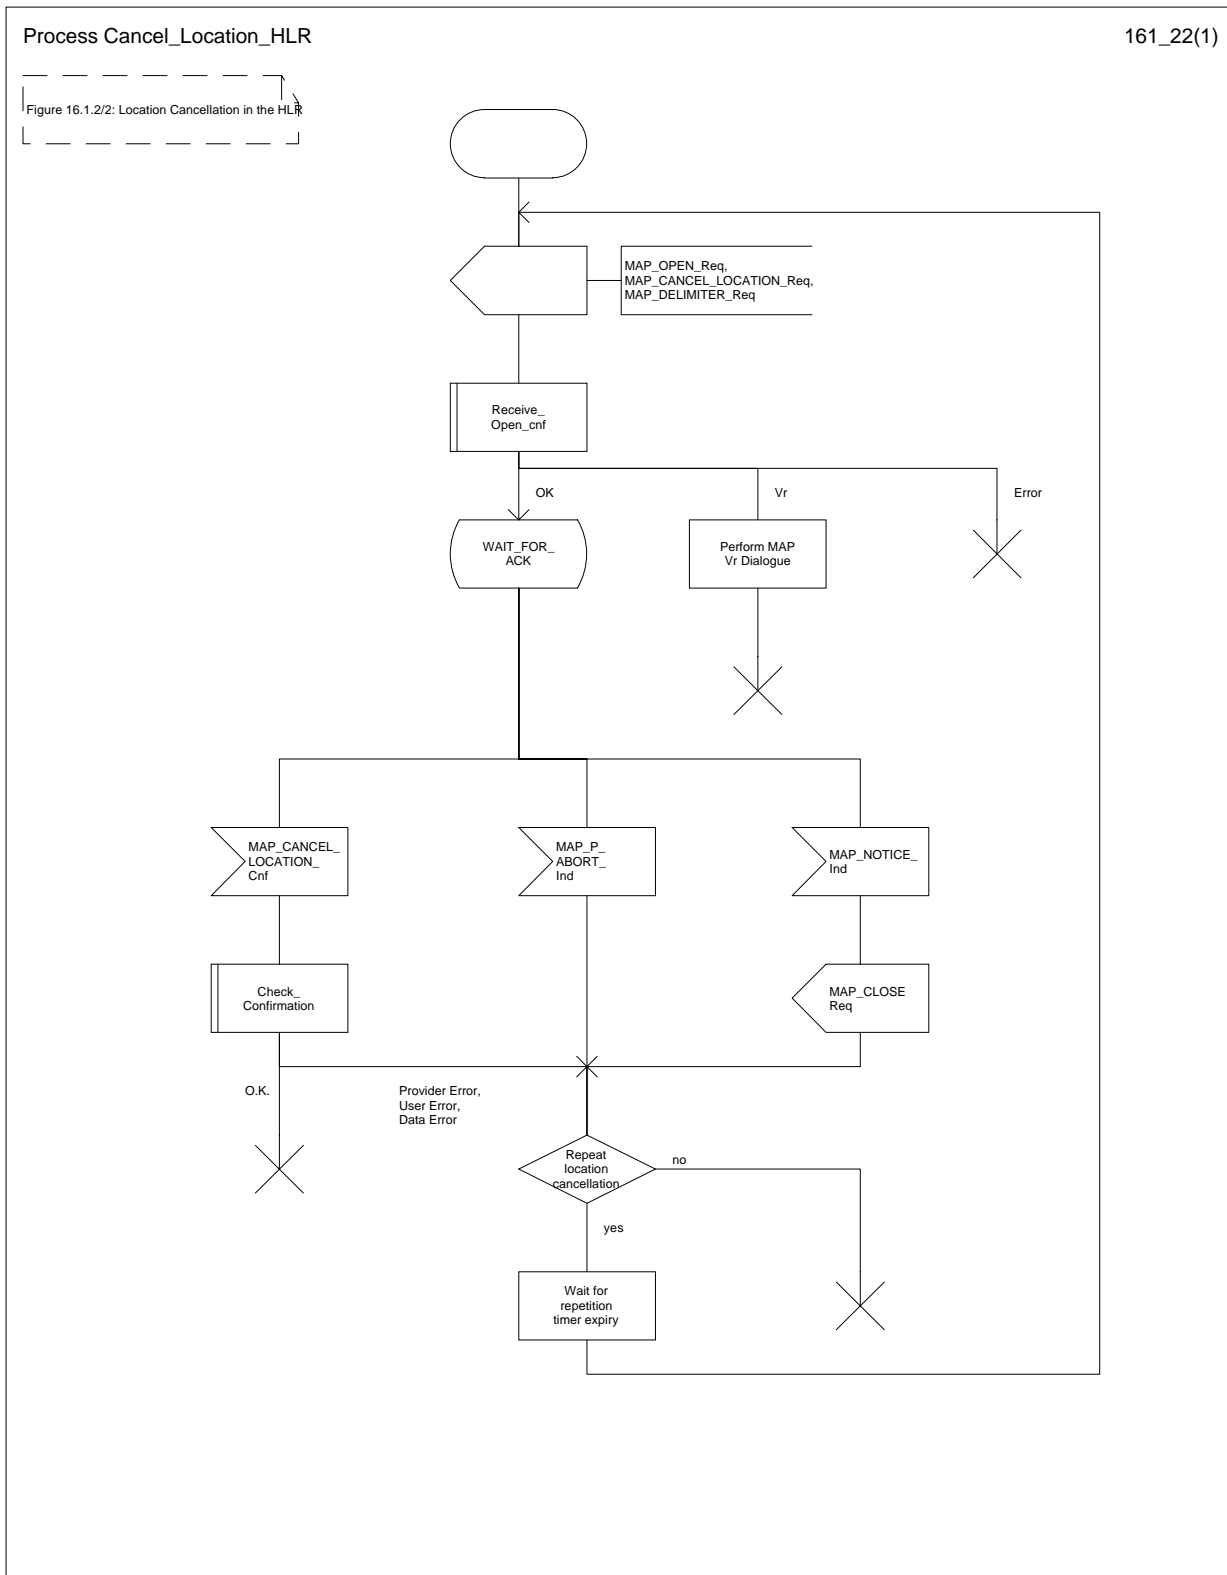 Process Cancel_Location_HLR
161_22(1)
Figure 16.1.2/2: Location Cancellation in the HLR
MAP_OPEN_Req,
MAP_CANCEL_LOCATION_Req,
MAP_DELIMITER_Req
Receive_
Open_cnf
OK
Vr
Error
WAIT_FOR_
ACK
Perform MAP
Vr Dialogue
MAP_CANCEL_
LOCATION_
Cnf
MAP_P_
ABORT_
Ind
MAP_NOTICE_
Ind
Check_
Confirmation
MAP_CLOSE
Req
O.K.
Provider Error,
User Error,
Data Error
Repeat
location
cancellation
no
yes
Wait for
repetition
timer expiry